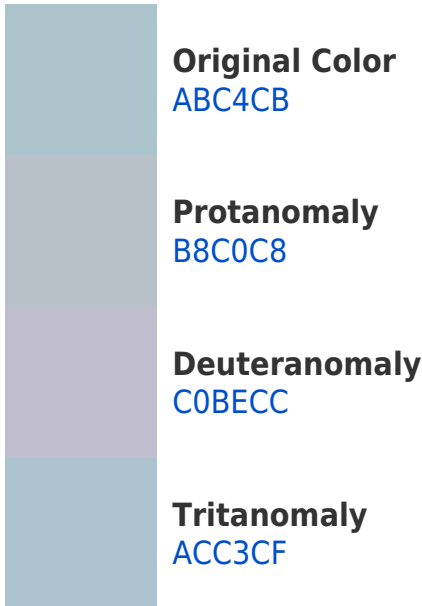 Original Color
ABC4CB
Protanomaly
B8C0C8
Deuteranomaly
C0BECC
Tritanomaly
ACC3CF